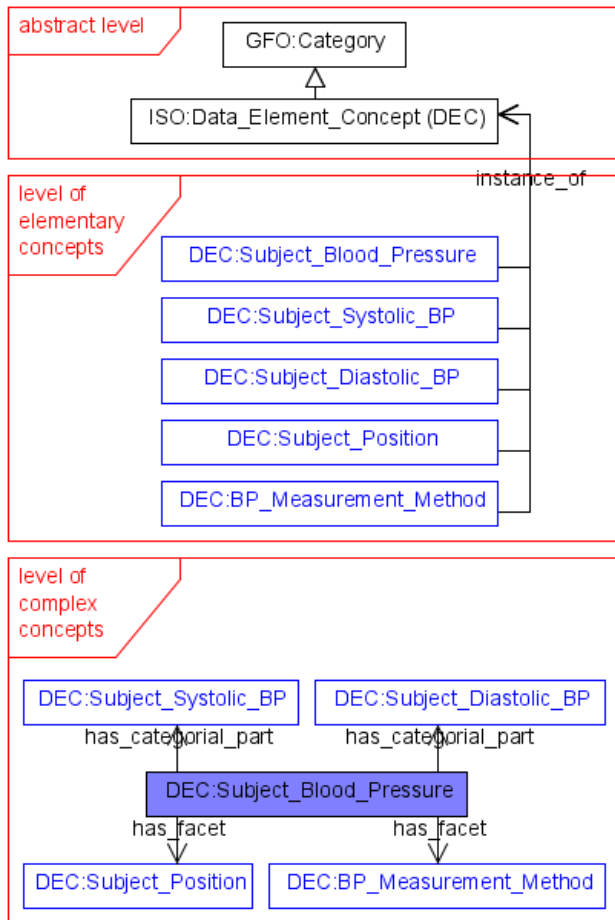 abstract level
GFO:Category
ISO:Data_Element_Concept (DEC)
instance_of
level of
elementary
concepts
DEC:Subject_Blood_Pressure
DEC:Subject_Systolic_BP
DEC:Subject_Diastolic_BP
DEC:Subject_Position
DEC:BP_Measurement_Method
level of
complex
concepts
DEC:Subject_Systolic_BP
DEC:Subject_Diastolic_BP
has_categorial_part
has_categorial_part
DEC:Subject_Blood_Pressure
has_facet
has_facet
DEC:Subject_Position
DEC:BP_Measurement_Method